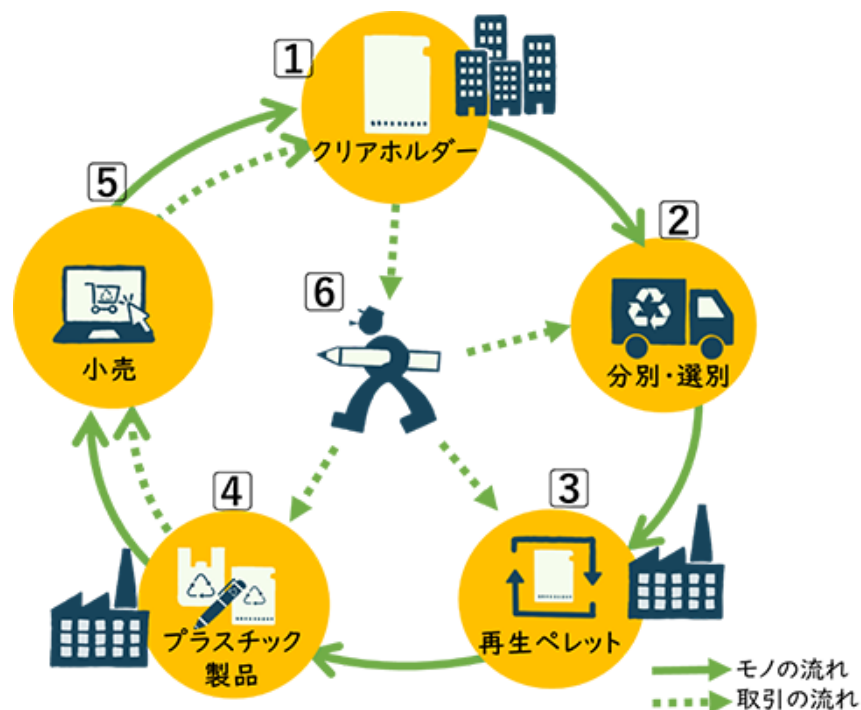 1
クリアホルダー
2
分別・選別
3
再生ペレット
4
プラスチック
製品
5
小売
6
モノの流れ
取引の流れ